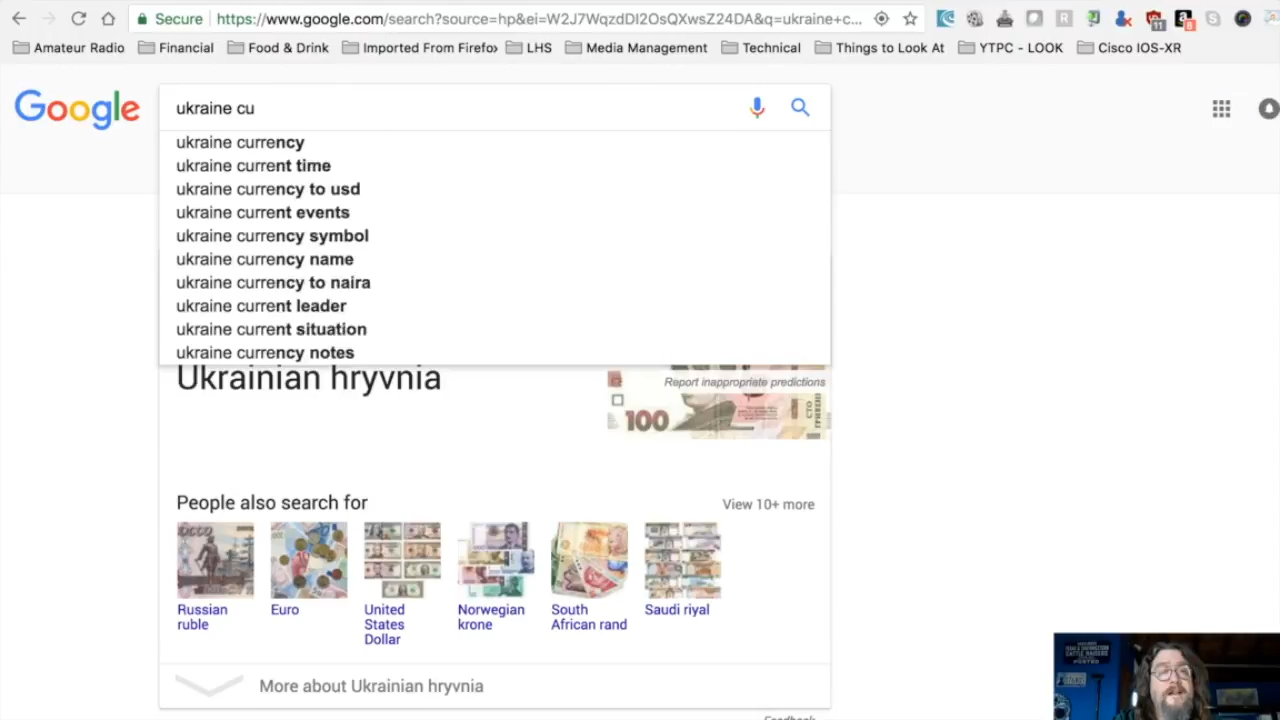 Secure https://www.google.com/search?source=hp&ei=W2J7WqzdDI2OsQXwsZ24DA&q=ukraine+c...
11
8
Amateur Radio Financial Food & Drink Imported From Firefox LHS Media Management Technical Things to Look At YTPC - LOOK Cisco IOS-XR
Google
ukraine cu
ukraine currency
ukraine current time
ukraine currency to usd
ukraine current events
ukraine currency symbol
ukraine currency name
ukraine currency to naira
ukraine current leader
ukraine current situation
ukraine currency notes
Ukrainian hryvnia
Report inappropriate predictions
100
СТО
People also search for
View 10+ more
Russian ruble
Euro
United States Dollar
Norwegian krone
South African rand
Saudi riyal
More about Ukrainian hryvnia
Feedback